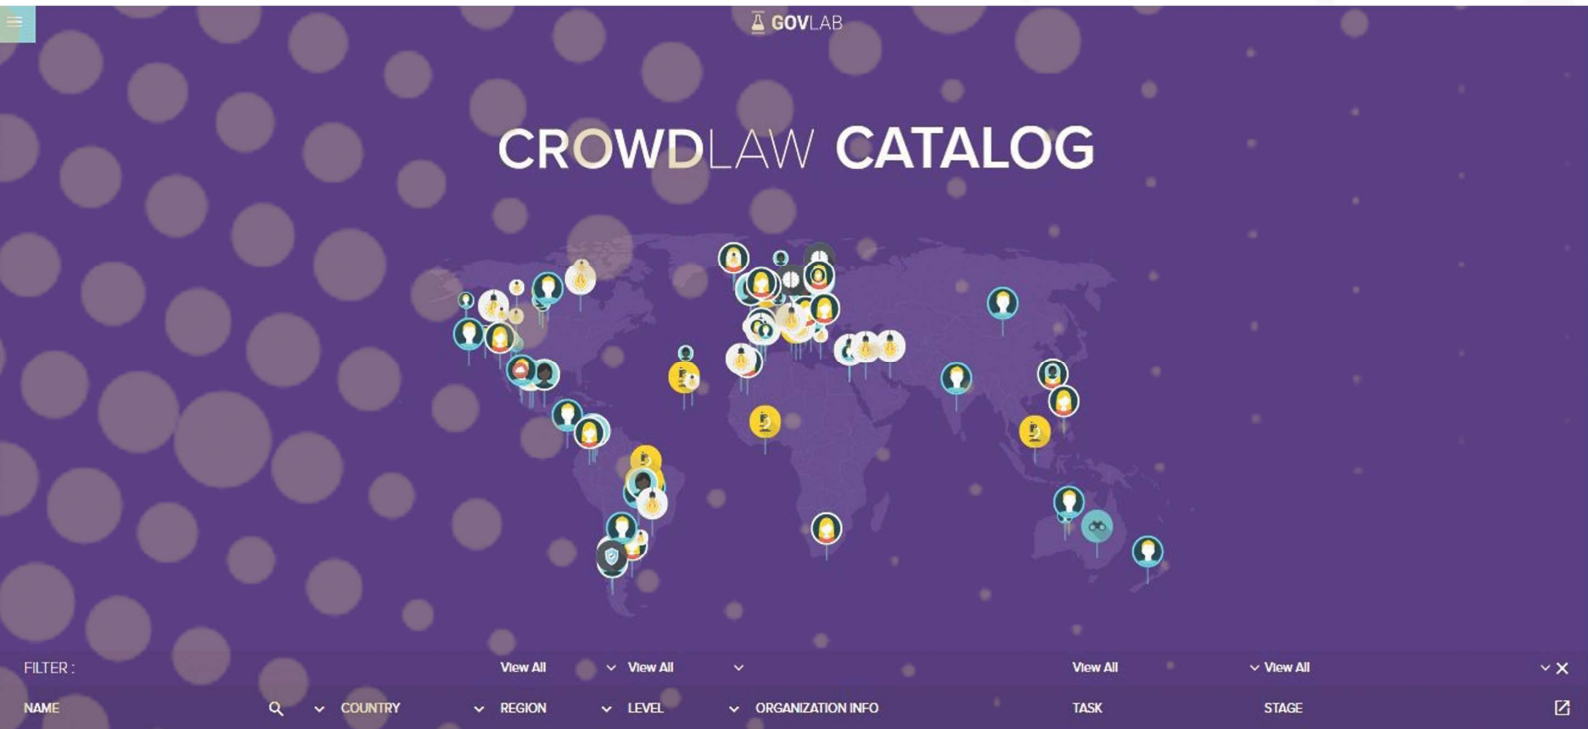 GOVLAB
CROWDLAW CATALOG
FILTER : View All View All View All View All
NAME COUNTRY REGION LEVEL ORGANIZATION INFO TASK STAGE